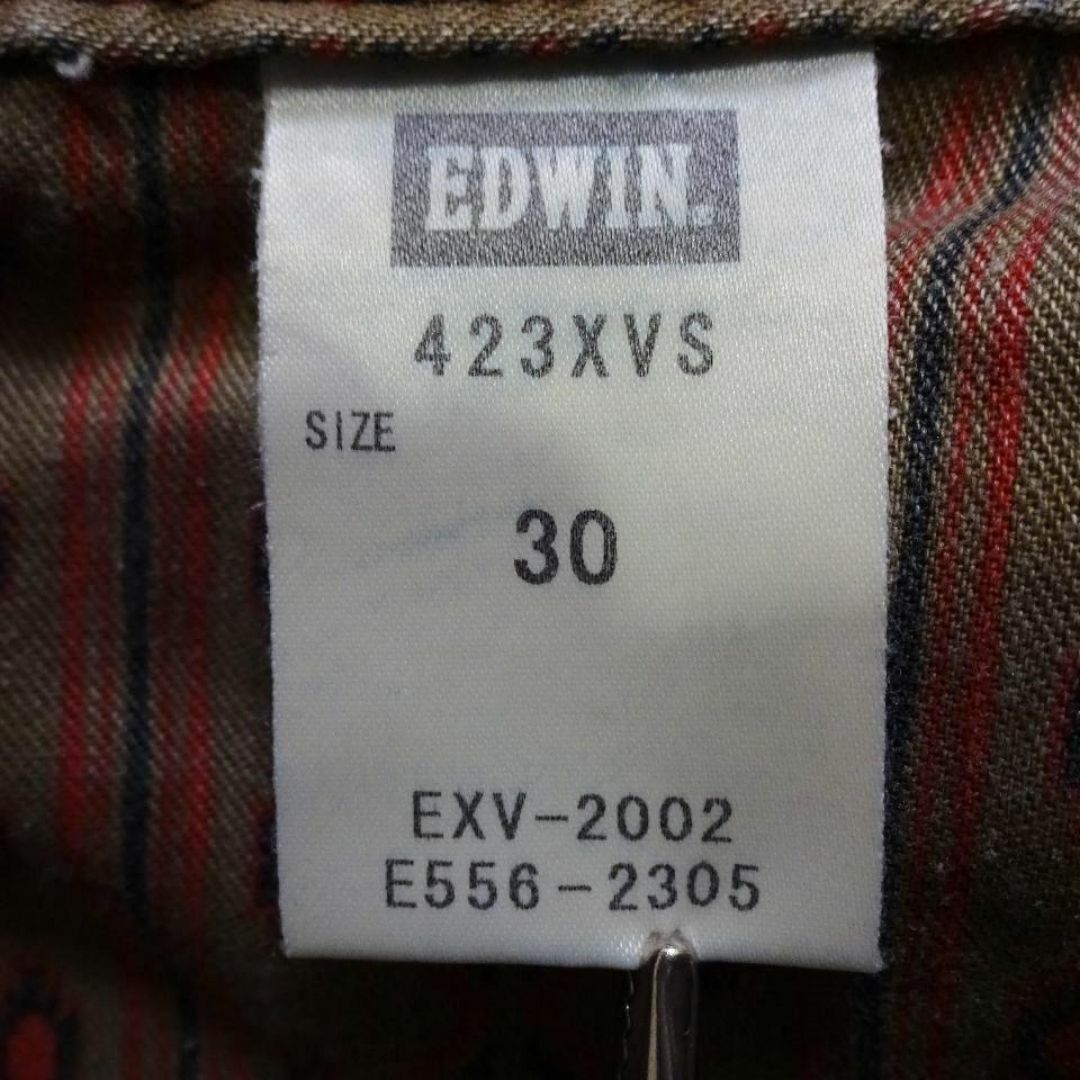 EDWIN.
423XVS
SIZE
30
EXV-2002
E556-2305